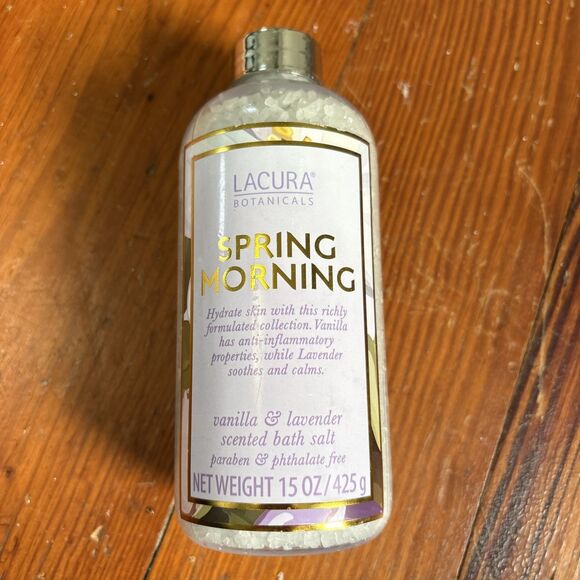 LACURA®
BOTANICALS
SPRING
MORNING
Hydrate skin with this richly
formulated collection. Vanilla
has anti-inflammatory
properties, while Lavender
soothes and calms.
vanilla & lavender
scented bath salt
paraben & phthalate free
NET WEIGHT 15 OZ/425 g